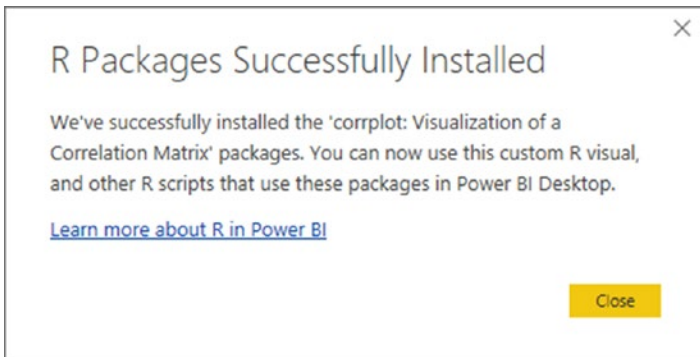 R Packages Successfully Installed
We've successfully installed the 'corrplot: Visualization of a
Correlation Matrix' packages. You can now use this custom R visual,
and other R scripts that use these packages in Power BI Desktop.
Learn more about R in Power BI
Close